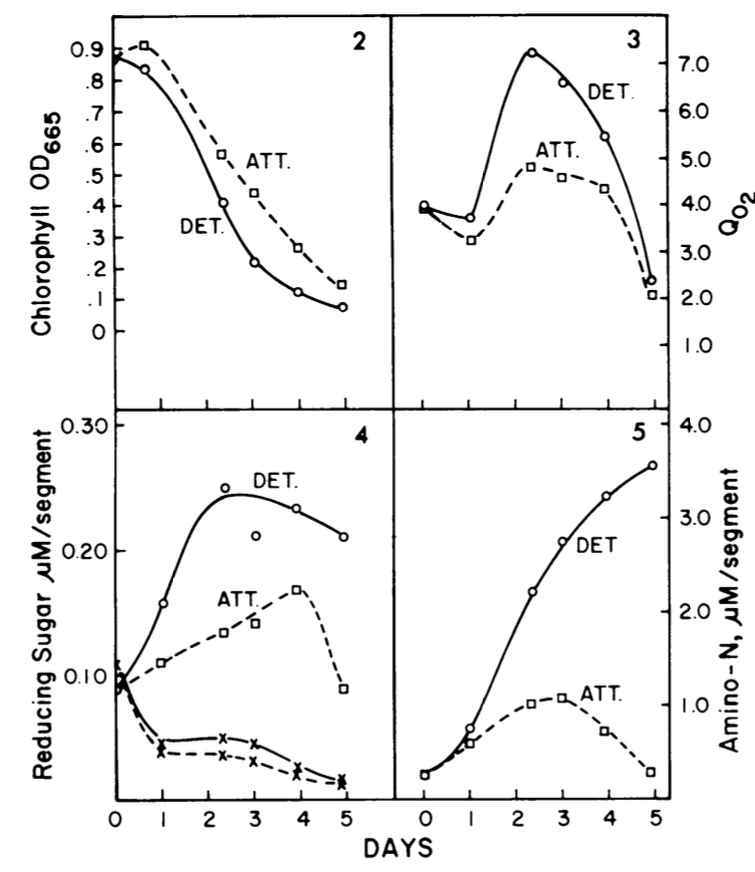 2
0.9
.8
.7
.6
.5
.4
.3
.2
.1
0
Chlorophyll OD665
ATT.
DET.
3
7.0
6.0
5.0
4.0
3.0
2.0
1.0
QO2
DET.
ATT.
4
0.30
0.20
0.10
Reducing Sugar µM/segment
DET.
ATT.
0 1 2 3 4 5
5
4.0
3.0
2.0
1.0
Amino-N, µM/segment
DET
ATT.
0 1 2 3 4 5
DAYS